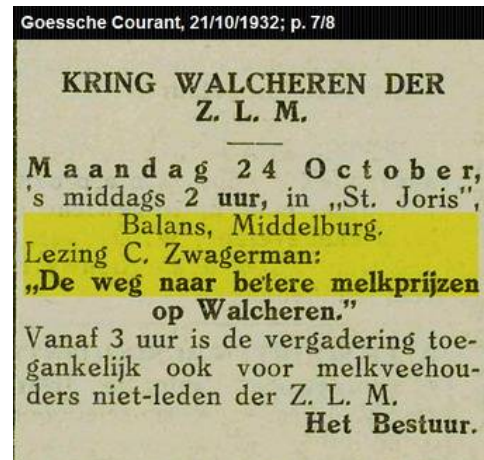 Goessche Courant, 21/10/1932; p. 7/8
KRING WALCHEREN DER
Z. L. M.
Maandag 24 October,
's middags 2 uur, in „St. Joris”,
Balans, Middelburg.
Lezing C. Zwagerman:
„De weg naar betere melkprijzen
op Walcheren.”
Vanaf 3 uur is de vergadering toe-
gankelijk ook voor melkveehou-
ders niet-leden der Z. L. M.
Het Bestuur.